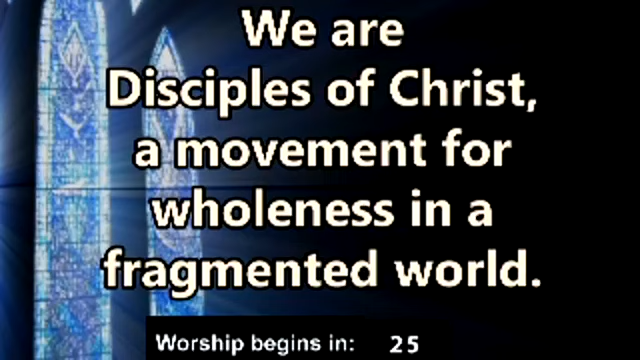 We are
Disciples of Christ,
a movement for
wholeness in a
fragmented world.
Worship begins in: 25